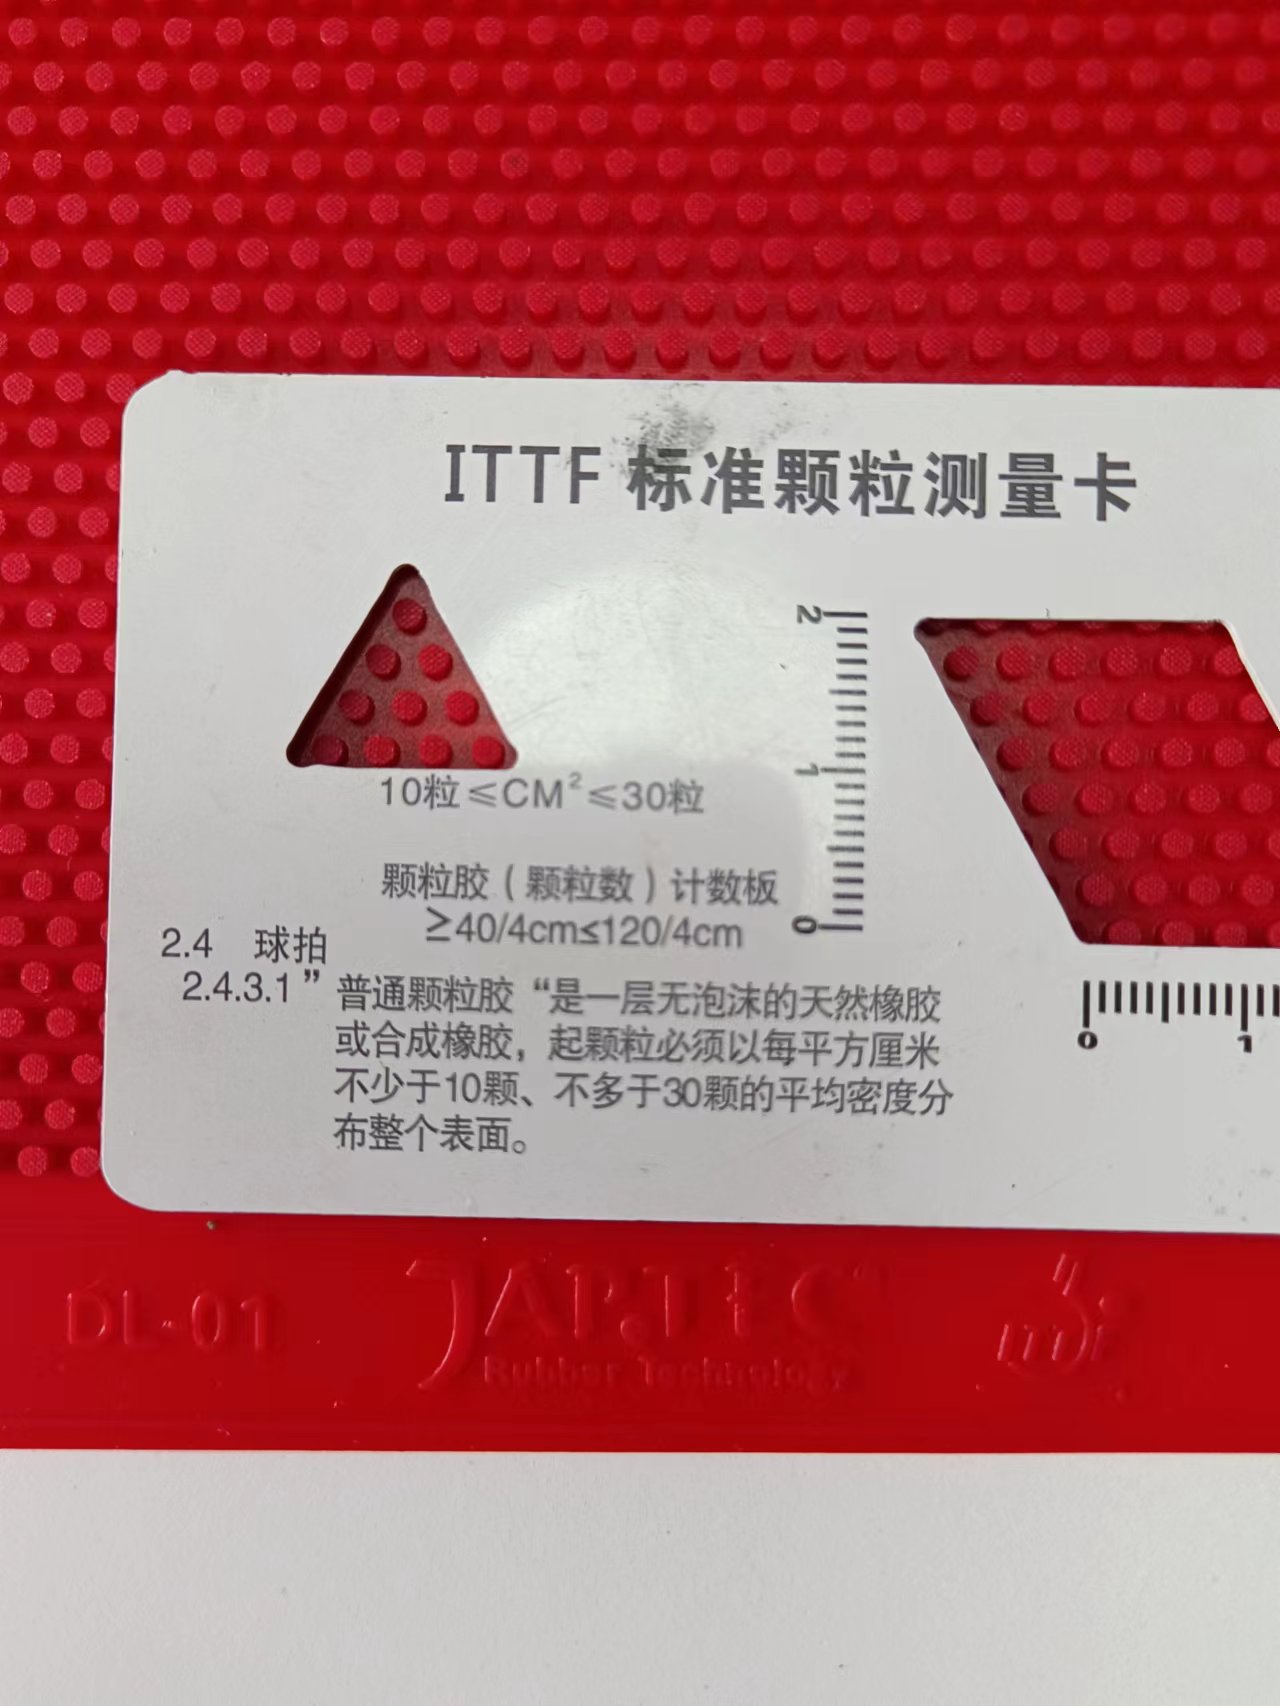 ITTF 标准颗粒测量卡
2
1
0
10粒≤CM²≤30粒
颗粒胶(颗粒数)计数板
≥40/4cm≤120/4cm
2.4 球拍
2.4.3.1”普通颗粒胶“是一层无泡沫的天然橡胶
或合成橡胶，起颗粒必须以每平方厘米
不少于10颗、不多于30颗的平均密度分
布整个表面。
0 1
DL-01
JAPTEC
Rubber Technology